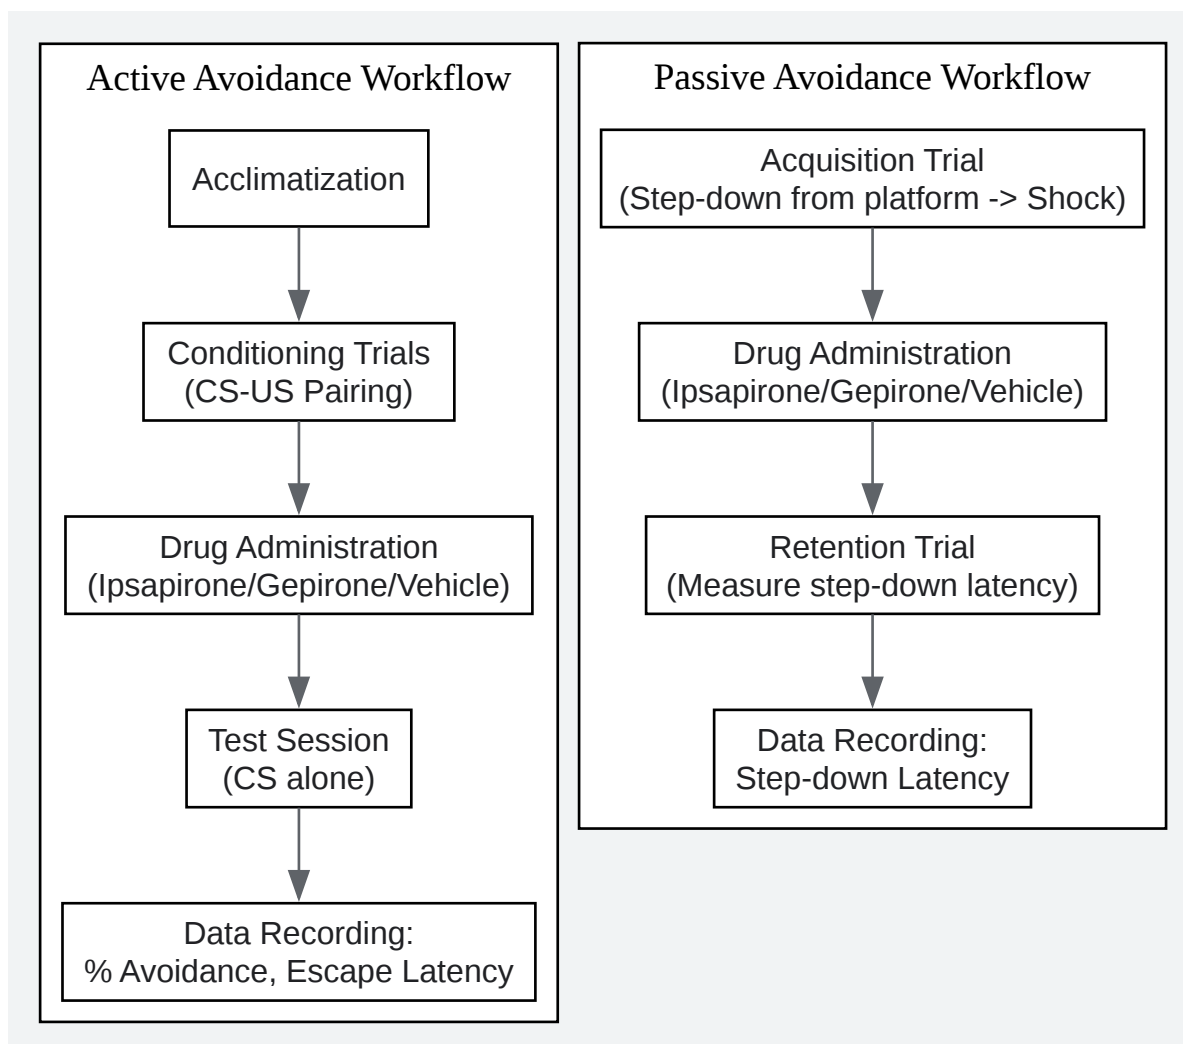 Active Avoidance Workflow
Acclimatization
Conditioning Trials
(CS-US Pairing)
Drug Administration
(Ipsapirone/Gepirone/Vehicle)
Test Session
(CS alone)
Data Recording:
% Avoidance, Escape Latency
Passive Avoidance Workflow
Acquisition Trial
(Step-down from platform -> Shock)
Drug Administration
(Ipsapirone/Gepirone/Vehicle)
Retention Trial
(Measure step-down latency)
Data Recording:
Step-down Latency